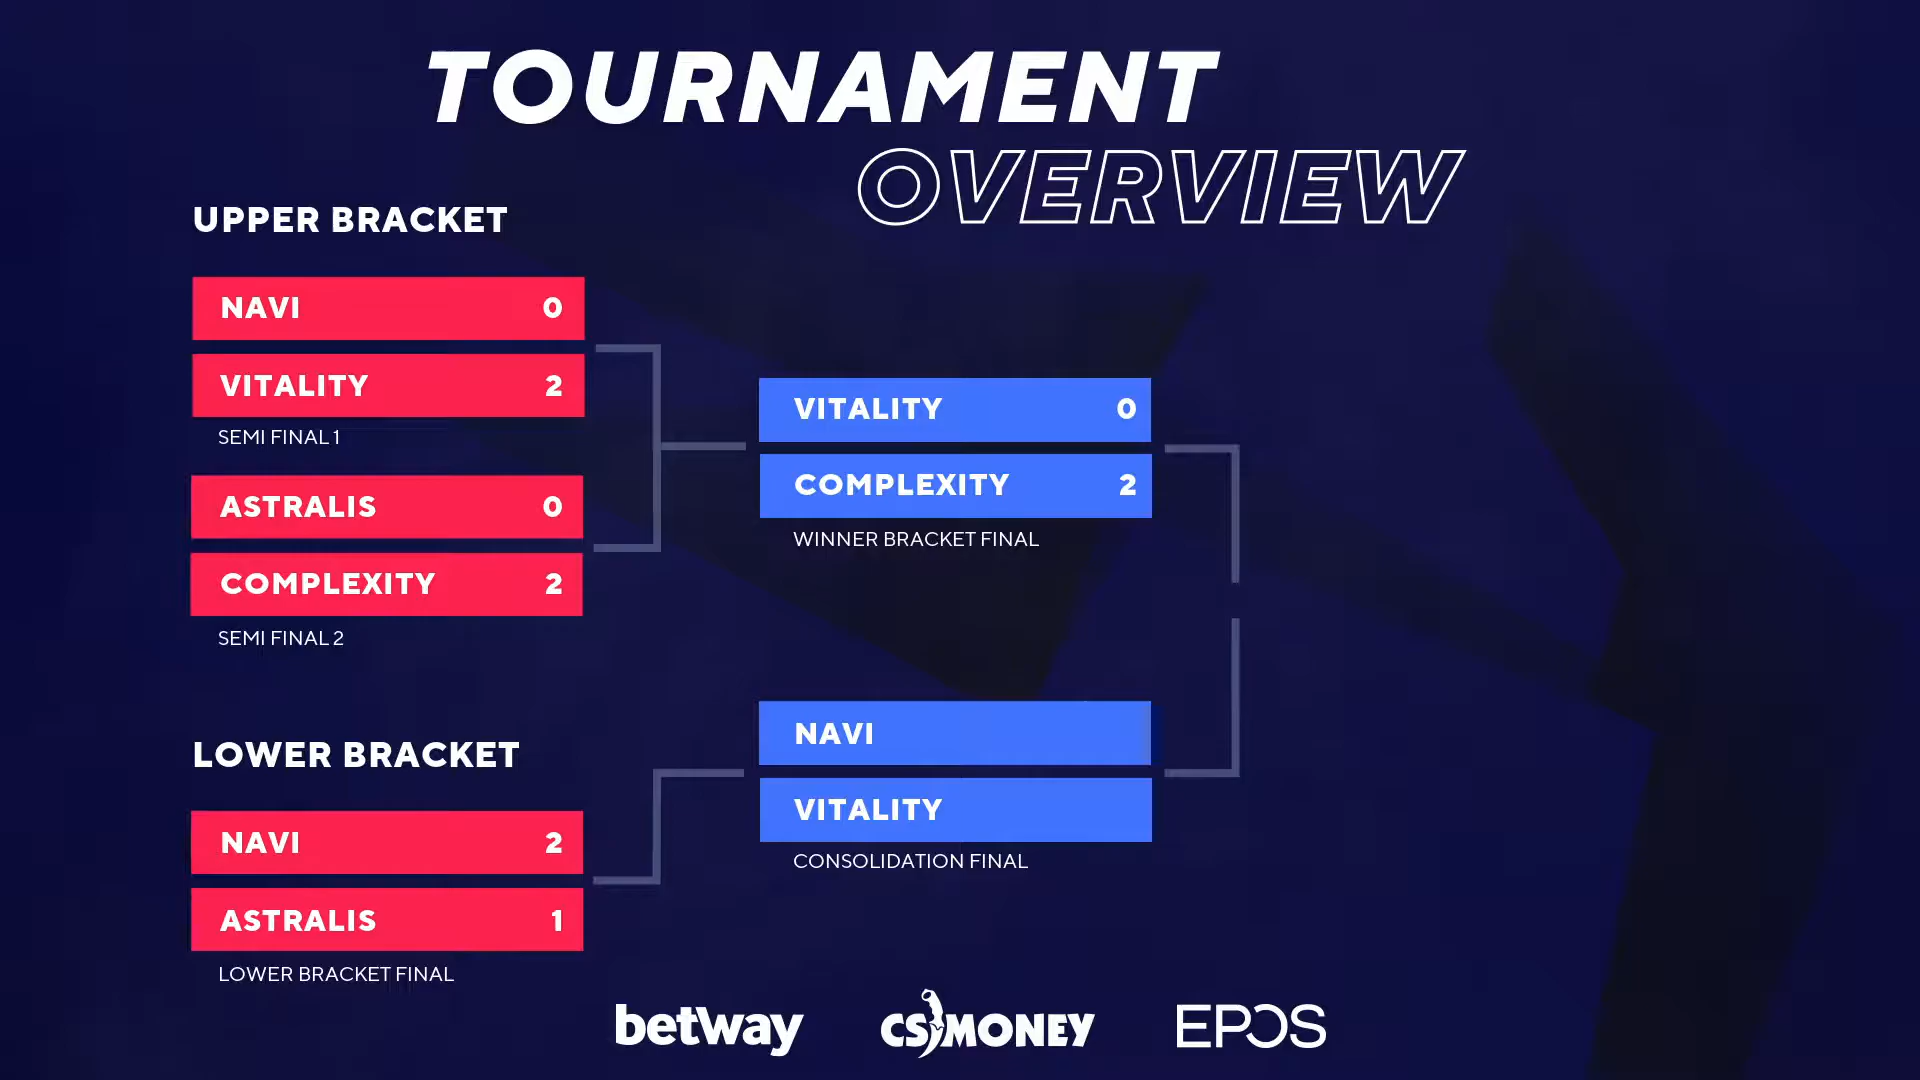 TOURNAMENT
OVERVIEW
UPPER BRACKET
NAVI 0
VITALITY 2
SEMI FINAL 1
ASTRALIS 0
COMPLEXITY 2
SEMI FINAL 2
VITALITY 0
COMPLEXITY 2
WINNER BRACKET FINAL
LOWER BRACKET
NAVI 2
ASTRALIS 1
LOWER BRACKET FINAL
NAVI
VITALITY
CONSOLIDATION FINAL
betway
CS MONEY
EPOS